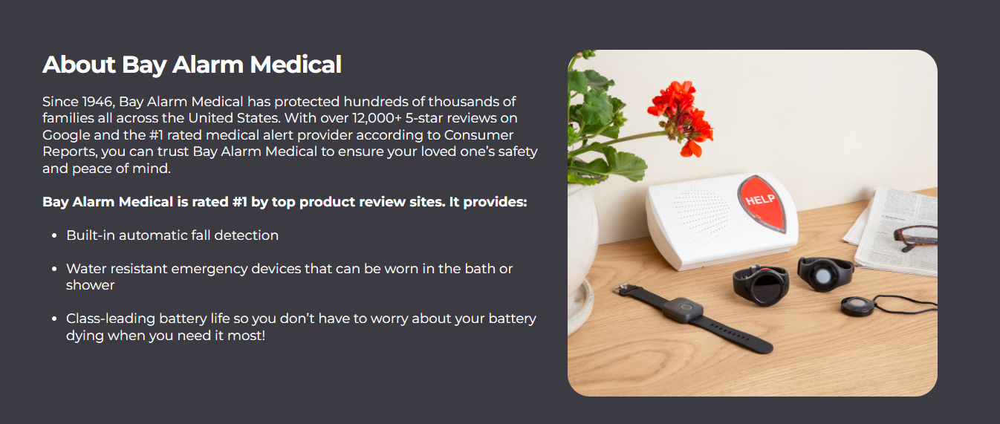 About Bay Alarm Medical
Since 1946, Bay Alarm Medical has protected hundreds of thousands of
families all across the United States. With over 12,000+ 5-star reviews on
Google and the #1 rated medical alert provider according to Consumer
Reports, you can trust Bay Alarm Medical to ensure your loved one's safety
and peace of mind.
Bay Alarm Medical is rated #1 by top product review sites. It provides:
• Built-in automatic fall detection
• Water resistant emergency devices that can be worn in the bath or
shower
• Class-leading battery life so you don't have to worry about your battery
dying when you need it most!
HELP